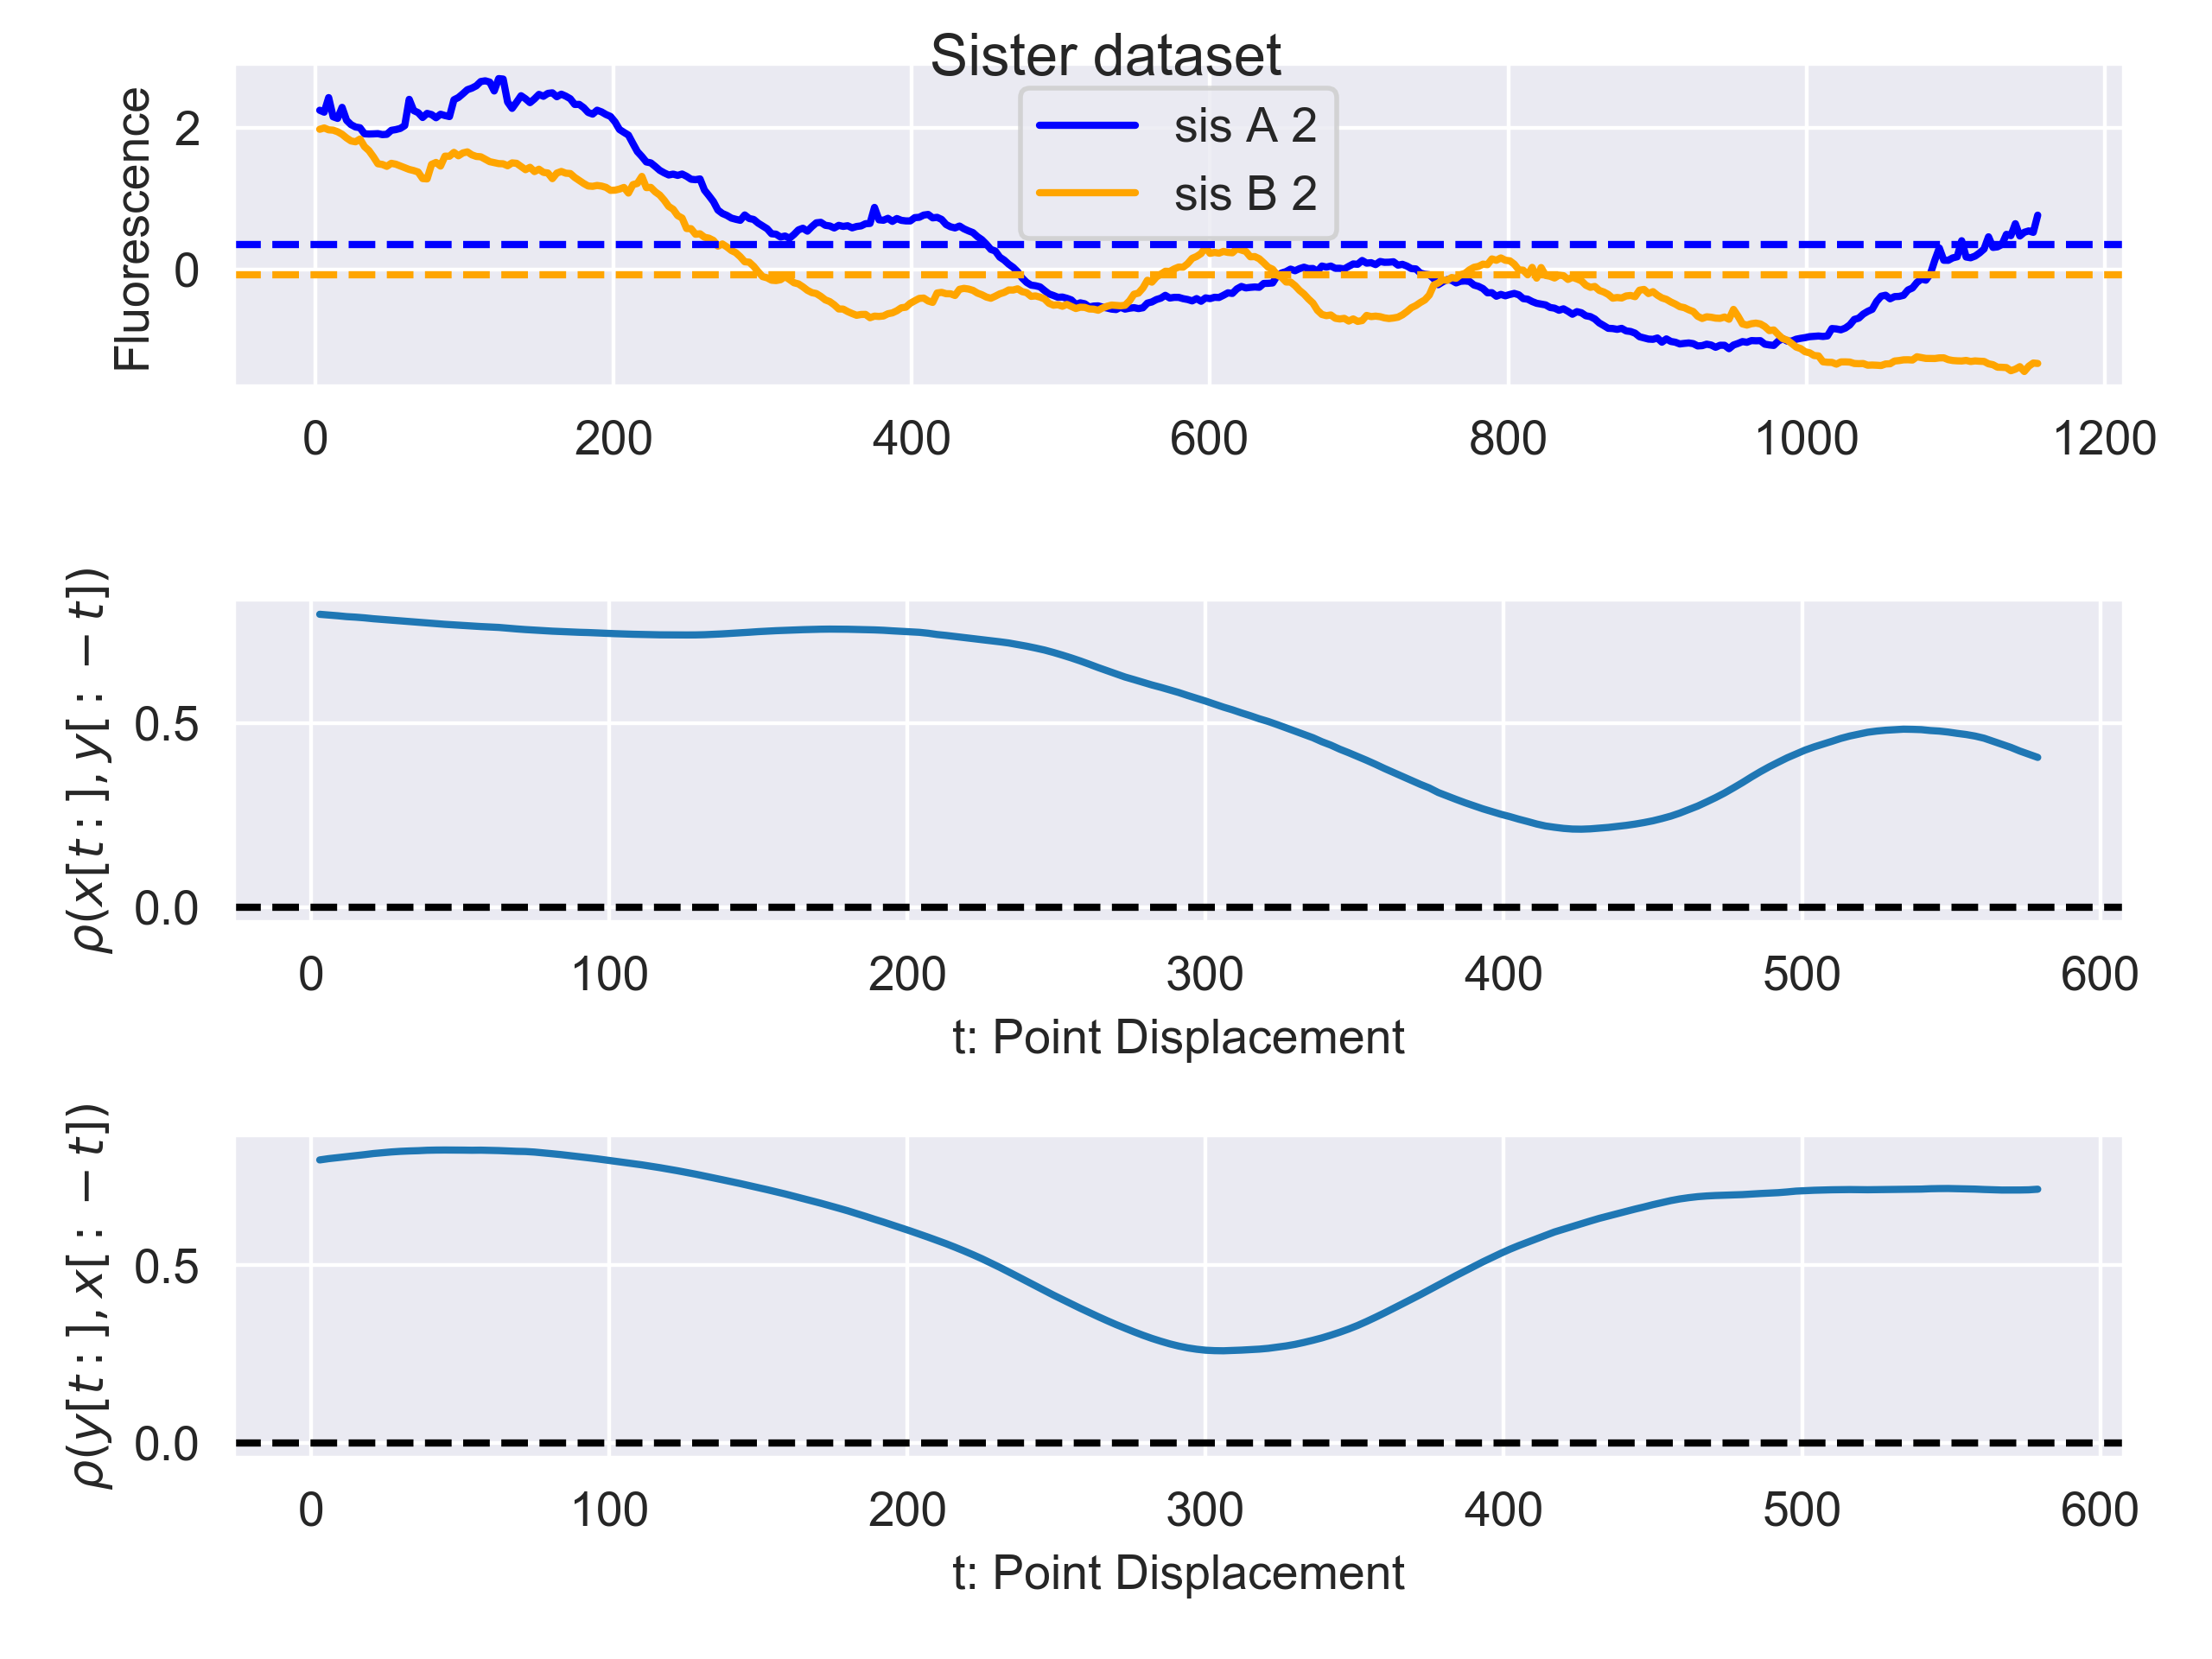 Sister dataset
sis A 2
sis B 2
Fluorescence
2
0
0 200 400 600 800 1000 1200
ρ(x[t:], y[: − t])
0.5
0.0
0 100 200 300 400 500 600
t: Point Displacement
ρ(y[t:], x[: − t])
0.5
0.0
0 100 200 300 400 500 600
t: Point Displacement